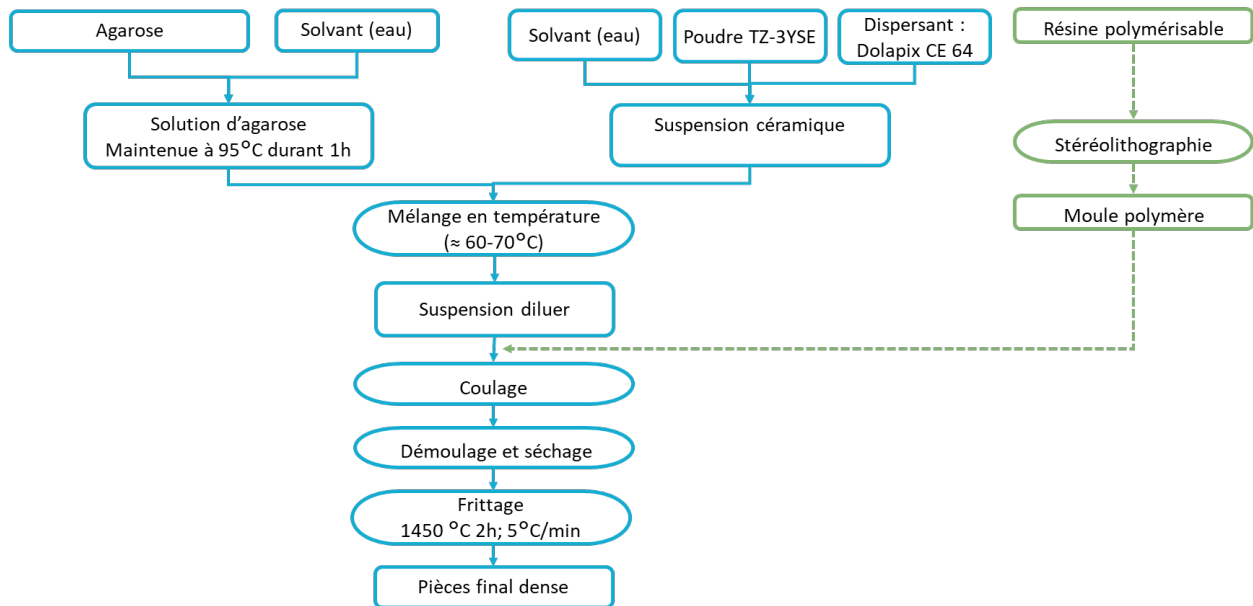 Agarose
Solvant (eau)
Solvant (eau)
Poudre TZ-3YSE
Dispersant :
Dolapix CE 64
Résine polymérisable
Solution d’agarose
Maintenue à 95°C durant 1h
Suspension céramique
Stéréolithographie
Mélange en température
(≈ 60-70°C)
Moule polymère
Suspension diluer
Coulage
Démoulage et séchage
Frittage
1450 °C 2h; 5°C/min
Pièces final dense